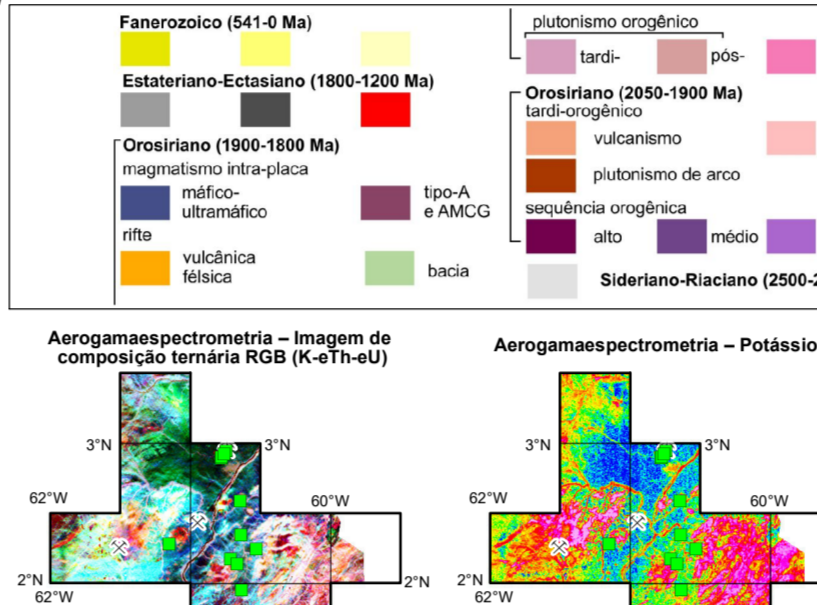 Fanerozoico (541-0 Ma)
Estateriano-Ectasiano (1800-1200 Ma)
Orosiriano (1900-1800 Ma)
magmatismo intra-placa
máfico-
ultramáfico
tipo-A
e AMCG
rifte
vulcânica
félsica
bacia
plutonismo orogênico
tardi-
pós-
Orosiriano (2050-1900 Ma)
tardi-orogênico
vulcanismo
plutonismo de arco
sequência orogênica
alto
médio
Sideriano-Riaciano (2500-2
Aerogamaespectrometria – Imagem de
composição ternária RGB (K-eTh-eU)
3°N
3°N
62°W
60°W
2°N
2°N
62°W
Aerogamaespectrometria – Potássio
3°N
3°N
62°W
60°W
2°N
62°W